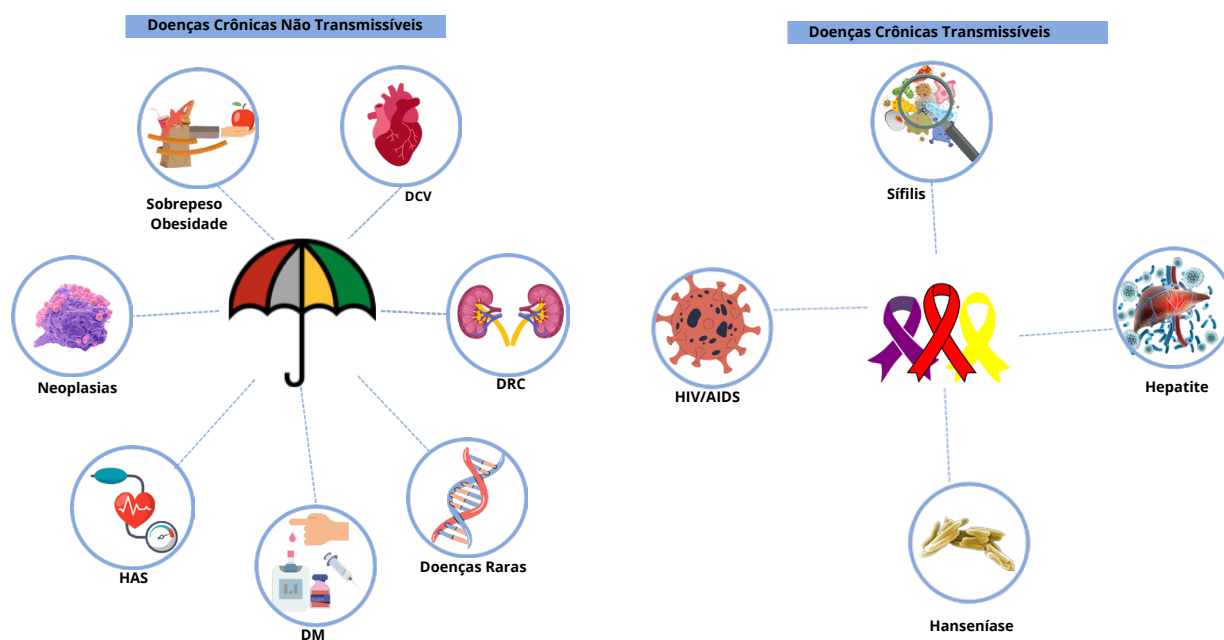 Doenças Crônicas Não Transmissíveis
Sobrepeso
Obesidade
DCV
Neoplasias
DRC
HAS
DM
Doenças Raras
Doenças Crônicas Transmissíveis
Sífilis
HIV/AIDS
Hepatite
Hanseníase